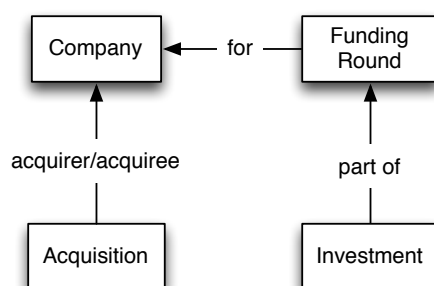 Company
for
Funding
Round
acquirer/acquiree
part of
Acquisition
Investment